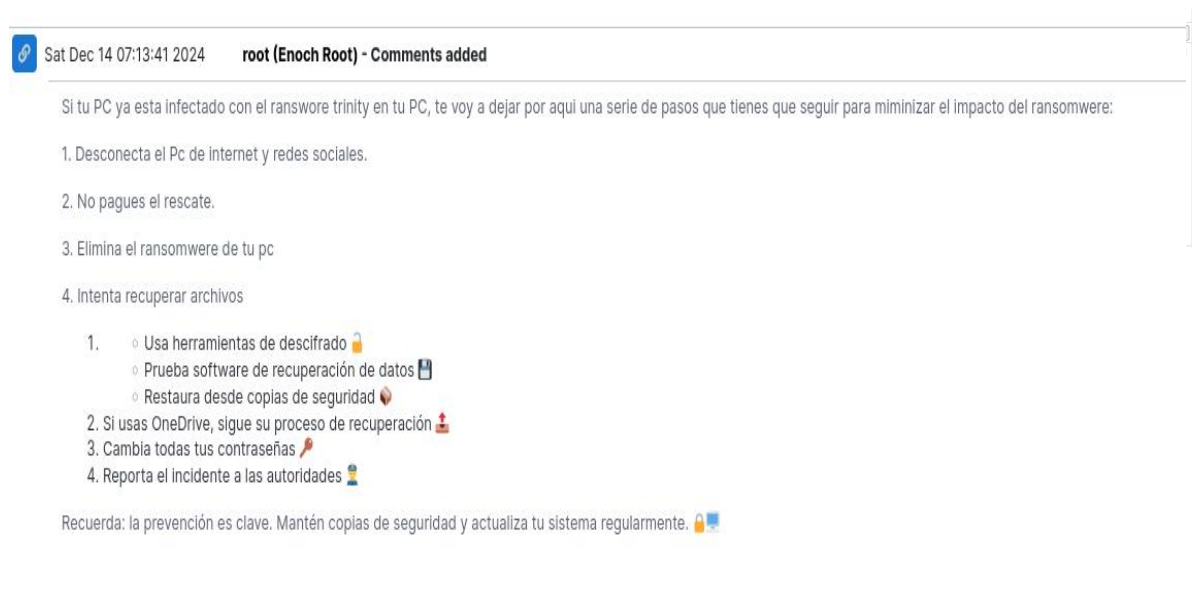 Sat Dec 14 07:13:41 2024 root (Enoch Root) - Comments added
Si tu PC ya esta infectado con el ranswore trinity en tu PC, te voy a dejar por aqui una serie de pasos que tienes que seguir para miminizar el impacto del ransomwere:
1. Desconecta el Pc de internet y redes sociales.
2. No pagues el rescate.
3. Elimina el ransomwere de tu pc
4. Intenta recuperar archivos
1. ○ Usa herramientas de descifrado 🔓
○ Prueba software de recuperación de datos 💾
○ Restaura desde copias de seguridad 📦
2. Si usas OneDrive, sigue su proceso de recuperación 📤
3. Cambia todas tus contraseñas 🔑
4. Reporta el incidente a las autoridades 👮
Recuerda: la prevención es clave. Mantén copias de seguridad y actualiza tu sistema regularmente. 🔒💻